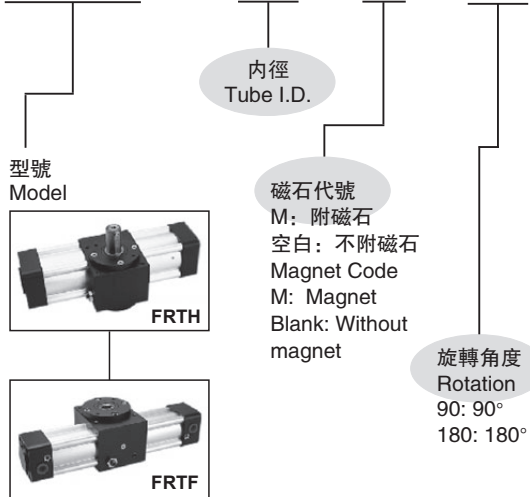 內徑
Tube I.D.
型號
Model
FRTH
FRTF
磁石代號
M: 附磁石
空白: 不附磁石
Magnet Code
M: Magnet
Blank: Without
magnet
旋轉角度
Rotation
90: 90°
180: 180°